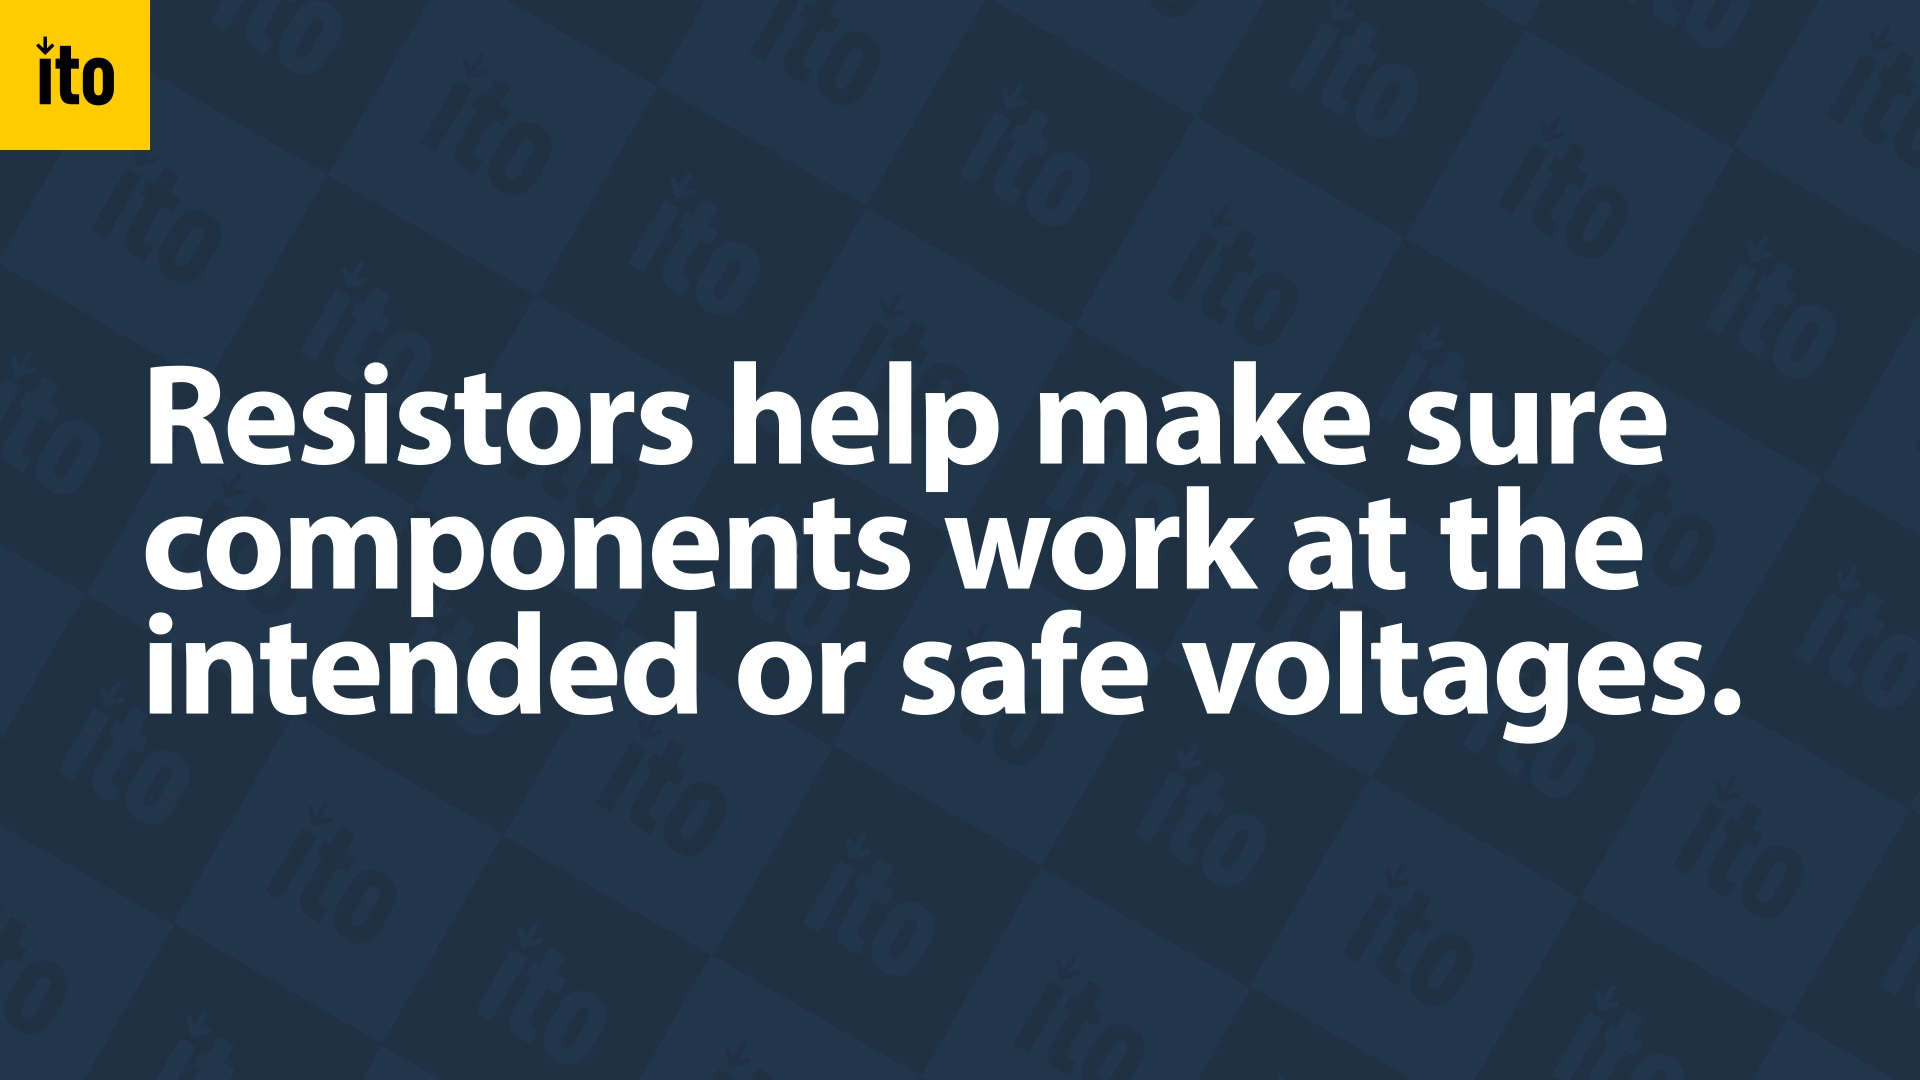 ito
Resistors help make sure
components work at the
intended or safe voltages.